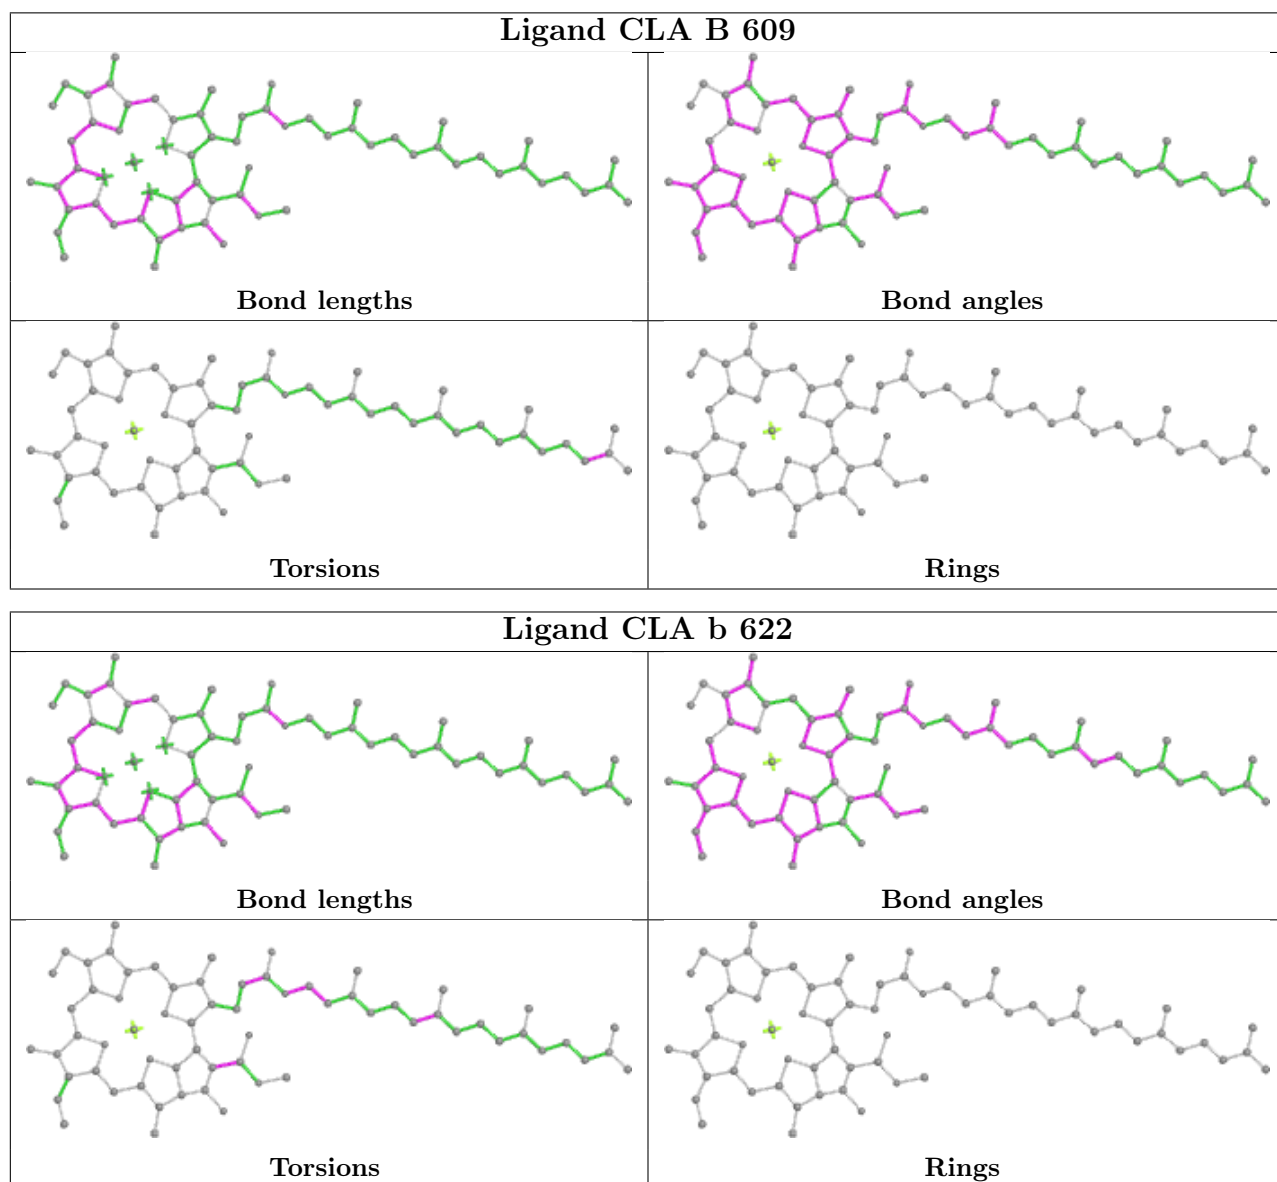 Ligand CLA B 609
Bond lengths
Bond angles
Torsions
Rings
Ligand CLA b 622
Bond lengths
Bond angles
Torsions
Rings